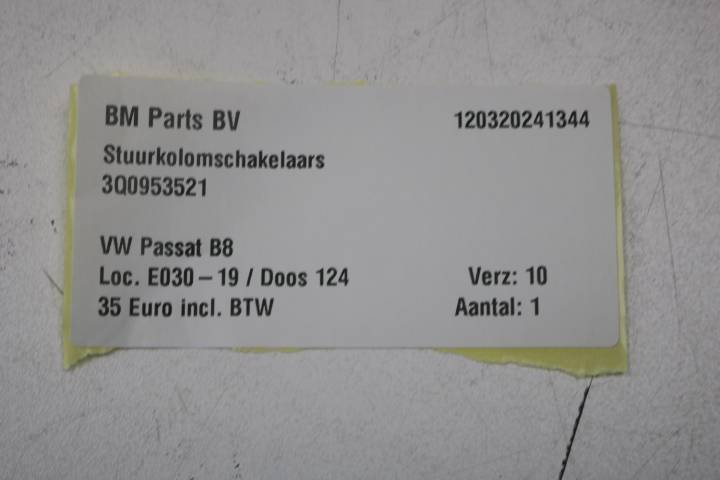 BM Parts BV 120320241344
Stuurkolomschakelaars
3Q0953521
VW Passat B8
Loc. E030 – 19 / Doos 124 Verz: 10
35 Euro incl. BTW Aantal: 1